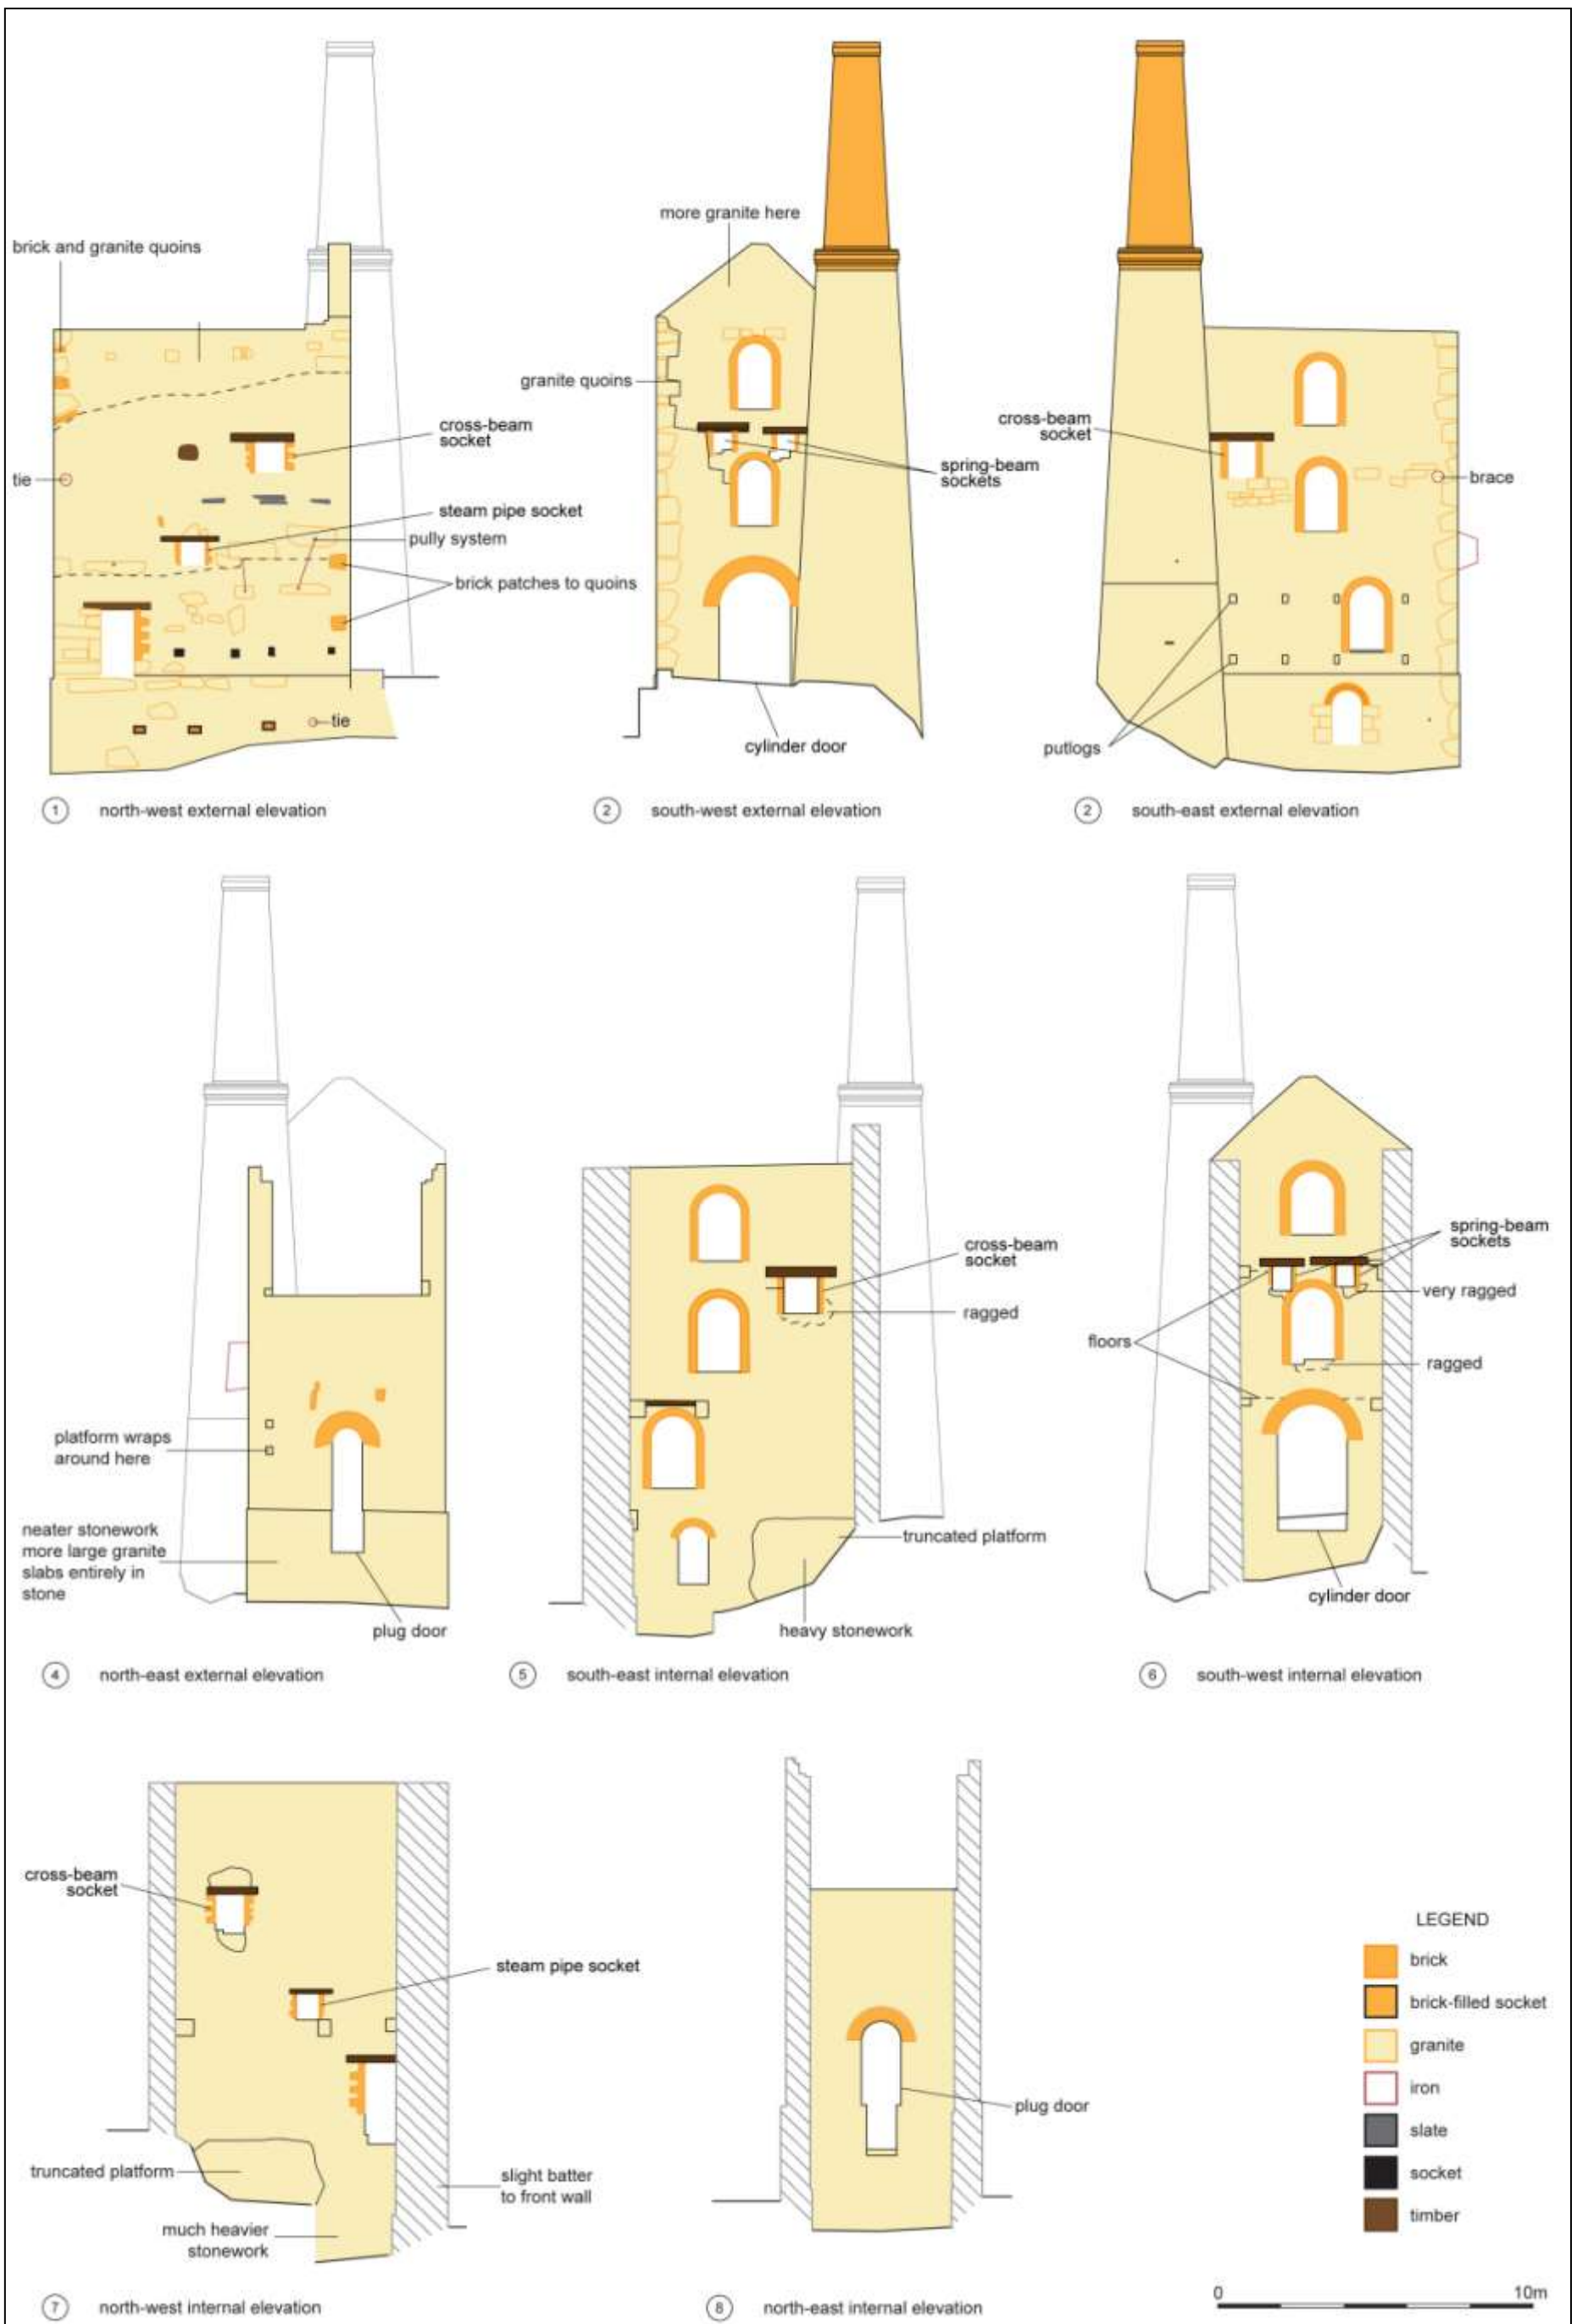 more granite here
brick and granite quoins
granite quoins
cross-beam
socket
cross-beam
socket
tie
spring-beam
sockets
brace
steam pipe socket
pully system
brick patches to quoins
tie
cylinder door
putlogs
1 north-west external elevation
2 south-west external elevation
2 south-east external elevation
cross-beam
socket
spring-beam
sockets
very ragged
ragged
floors
ragged
platform wraps
around here
neater stonework
more large granite
slabs entirely in
stone
truncated platform
cylinder door
plug door
heavy stonework
4 north-east external elevation
5 south-east internal elevation
6 south-west internal elevation
cross-beam
socket
steam pipe socket
plug door
truncated platform
slight batter
to front wall
much heavier
stonework
LEGEND
brick
brick-filled socket
granite
iron
slate
socket
timber
0 10m
7 north-west internal elevation
8 north-east internal elevation